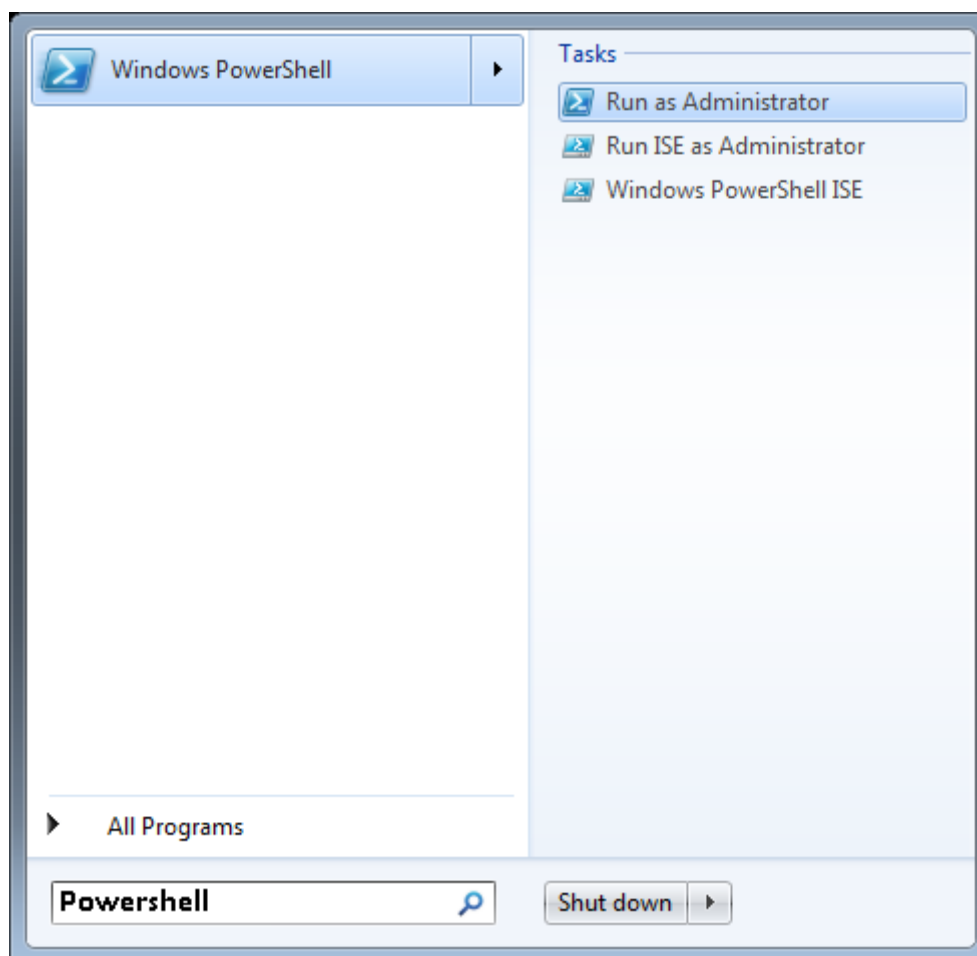 Windows PowerShell
Tasks
Run as Administrator
Run ISE as Administrator
Windows PowerShell ISE
All Programs
Powershell
Shut down